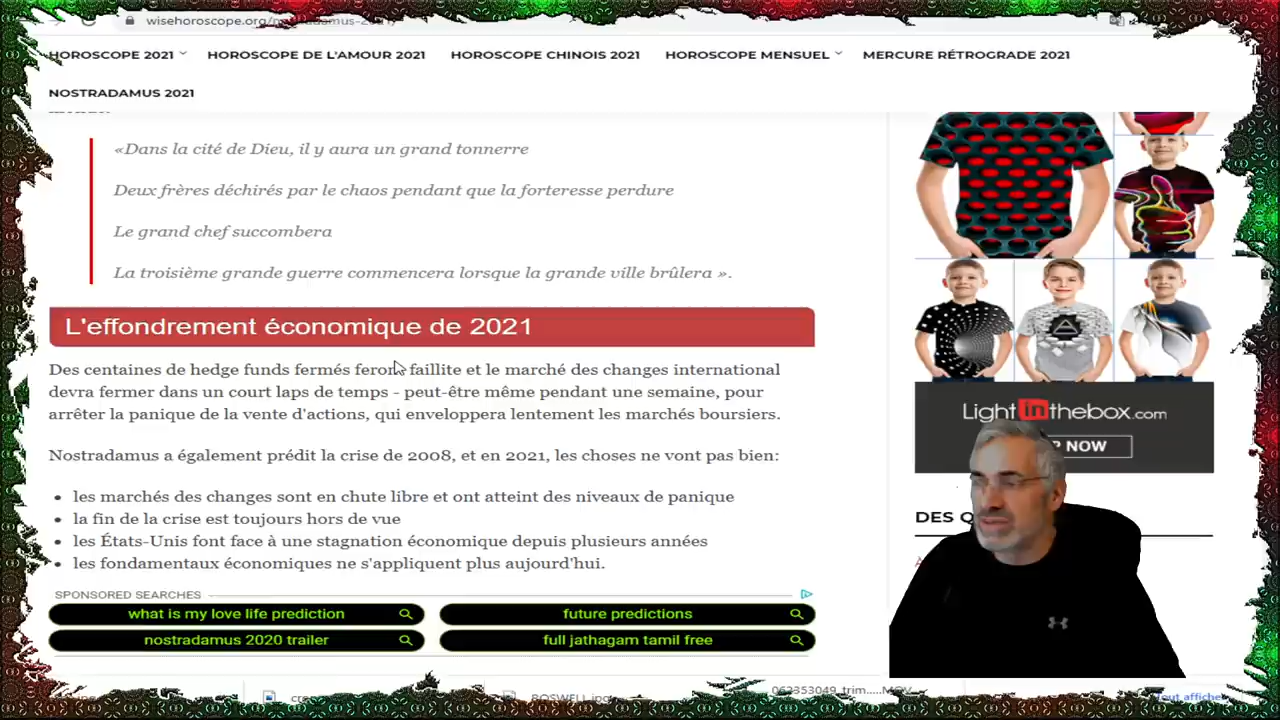 wisehoroscope.org/
HOROSCOPE 2021
HOROSCOPE DE L'AMOUR 2021
HOROSCOPE CHINOIS 2021
HOROSCOPE MENSUEL
MERCURE RÉTROGRADE 2021
NOSTRADAMUS 2021
«Dans la cité de Dieu, il y aura un grand tonnerre
Deux frères déchirés par le chaos pendant que la forteresse perdure
Le grand chef succombera
La troisième grande guerre commencera lorsque la grande ville brûlera ».
L'effondrement économique de 2021
Des centaines de hedge funds fermés feront faillite et le marché des changes international
devra fermer dans un court laps de temps - peut-être même pendant une semaine, pour
arrêter la panique de la vente d'actions, qui enveloppera lentement les marchés boursiers.
Nostradamus a également prédit la crise de 2008, et en 2021, les choses ne vont pas bien:
les marchés des changes sont en chute libre et ont atteint des niveaux de panique
la fin de la crise est toujours hors de vue
les États-Unis font face à une stagnation économique depuis plusieurs années
les fondamentaux économiques ne s'appliquent plus aujourd'hui.
SPONSORED SEARCHES
what is my love life prediction
future predictions
nostradamus 2020 trailer
full jathagam tamil free
Lightinthebox.com
NOW
DES
BOSWELL.jpg
062353049_trim.....MOV